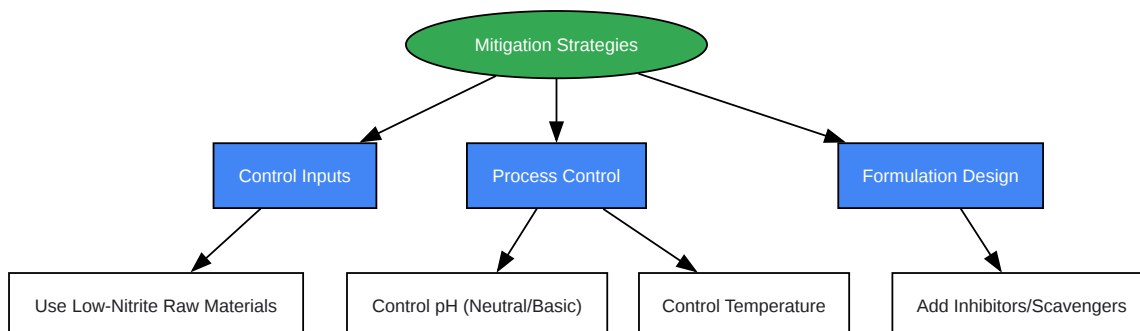 Mitigation Strategies
Control Inputs
Process Control
Formulation Design
Use Low-Nitrite Raw Materials
Control pH (Neutral/Basic)
Control Temperature
Add Inhibitors/Scavengers